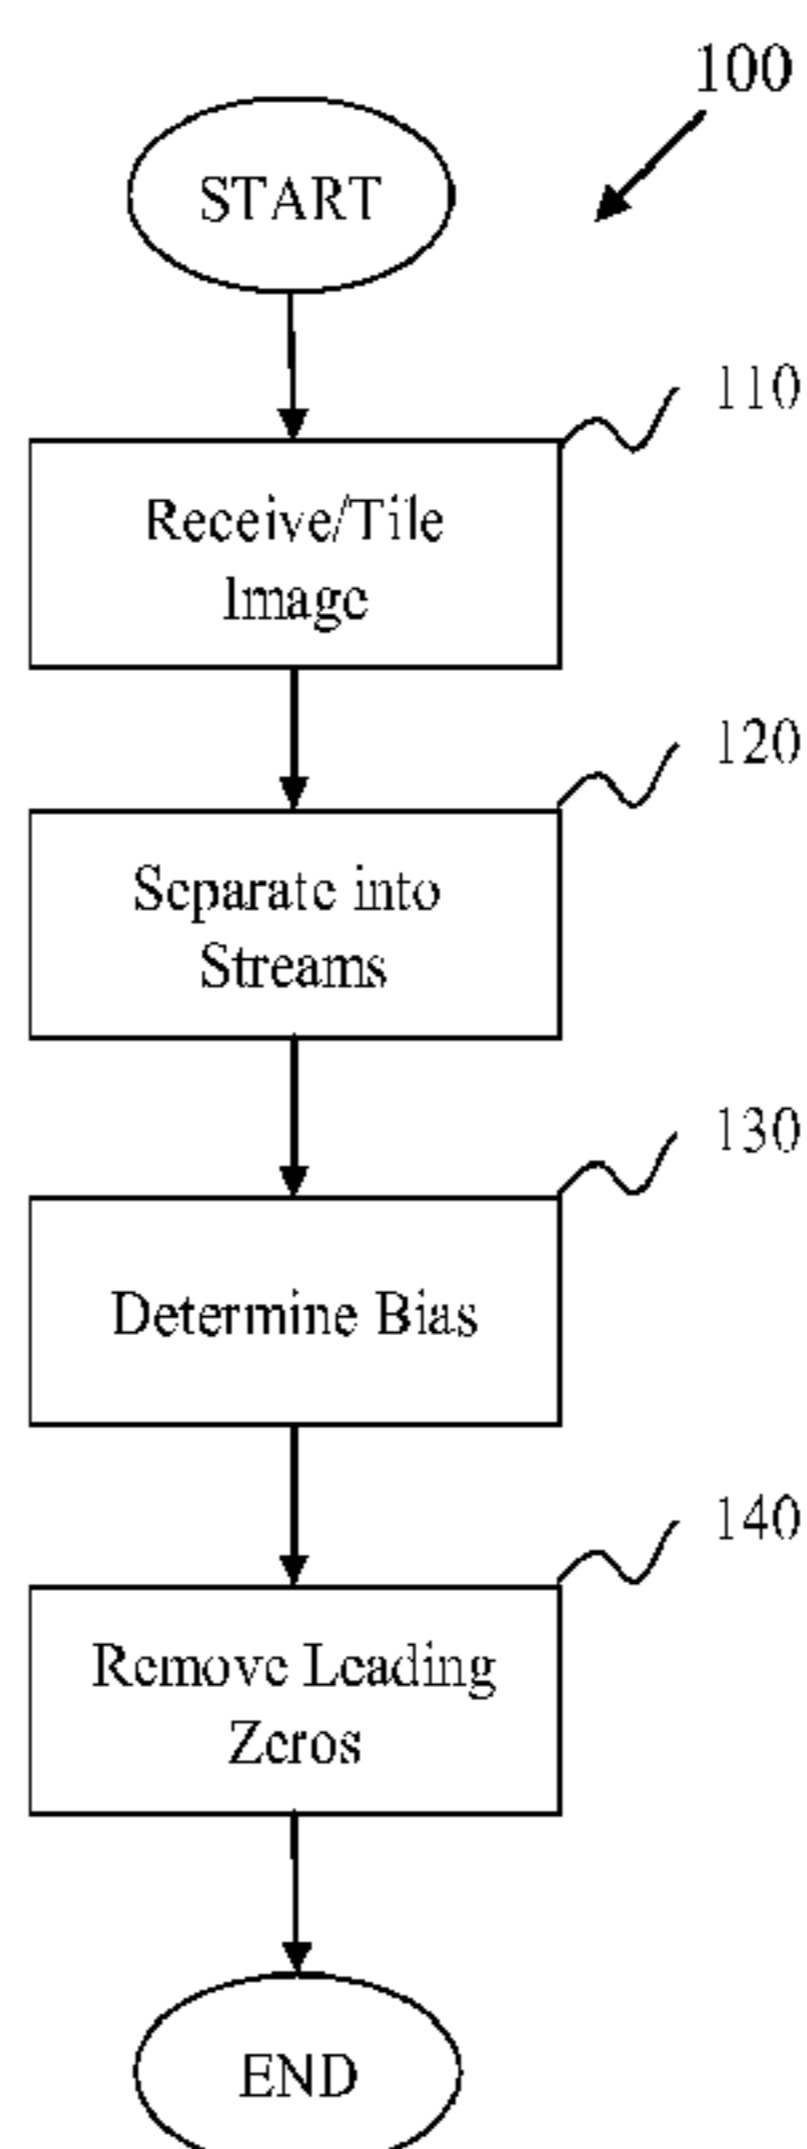 100
START
110
Receive/Tile
Image
120
Separate into
Streams
130
Determine Bias
140
Remove Leading
Zeros
END